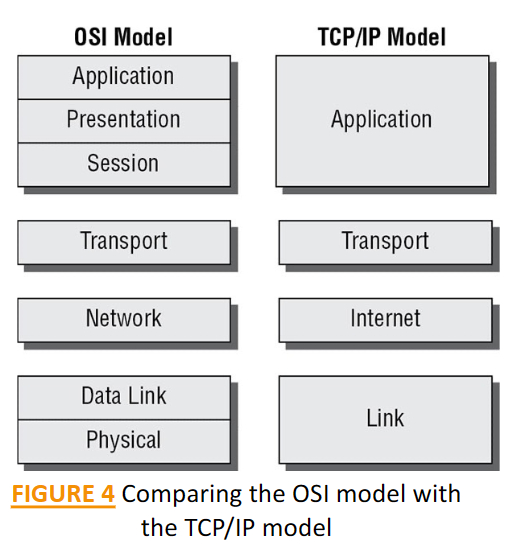 OSI Model
Application
Presentation
Session
Transport
Network
Data Link
Physical
TCP/IP Model
Application
Transport
Internet
Link
FIGURE 4 Comparing the OSI model with
the TCP/IP model